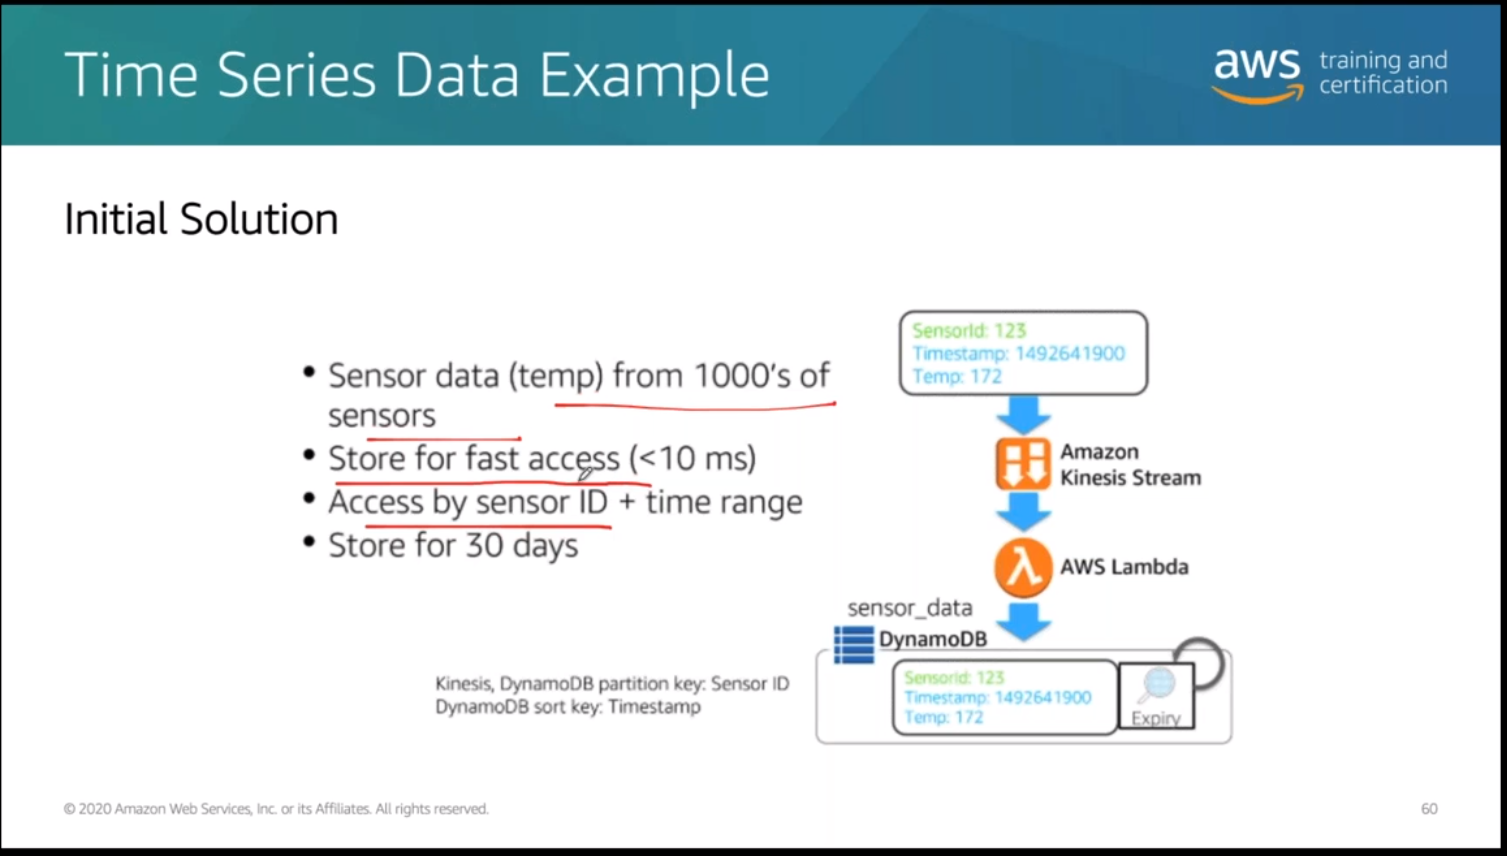 Time Series Data Example
aws training and
certification
Initial Solution
• Sensor data (temp) from 1000's of
sensors
• Store for fast access (<10 ms)
• Access by sensor ID + time range
• Store for 30 days
SensorId: 123
Timestamp: 1492641900
Temp: 172
Amazon
Kinesis Stream
AWS Lambda
sensor_data
DynamoDB
SensorId: 123
Timestamp: 1492641900
Temp: 172
Expiry
Kinesis, DynamoDB partition key: Sensor ID
DynamoDB sort key: Timestamp
© 2020 Amazon Web Services, Inc. or its Affiliates. All rights reserved.
60